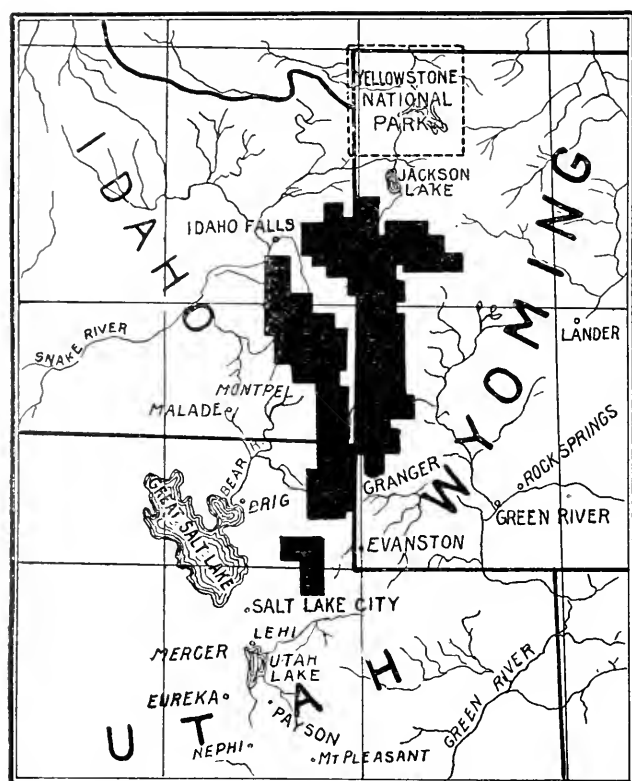 YELLOWSTONE
NATIONAL
PARK
JACKSON
LAKE
IDAHO
IDAHO FALLS
WYOMING
LANDER
SNAKE RIVER
MONTPEL
MALADE
BEAR R.
GRANGER
ROCK SPRINGS
GREEN RIVER
GREAT SALT LAKE
BRIG
EVANSTON
SALT LAKE CITY
LEHI
MERCER
UTAH
LAKE
EUREKA
PAYSON
GREEN RIVER
UTAH
NEPHI
MT PLEASANT